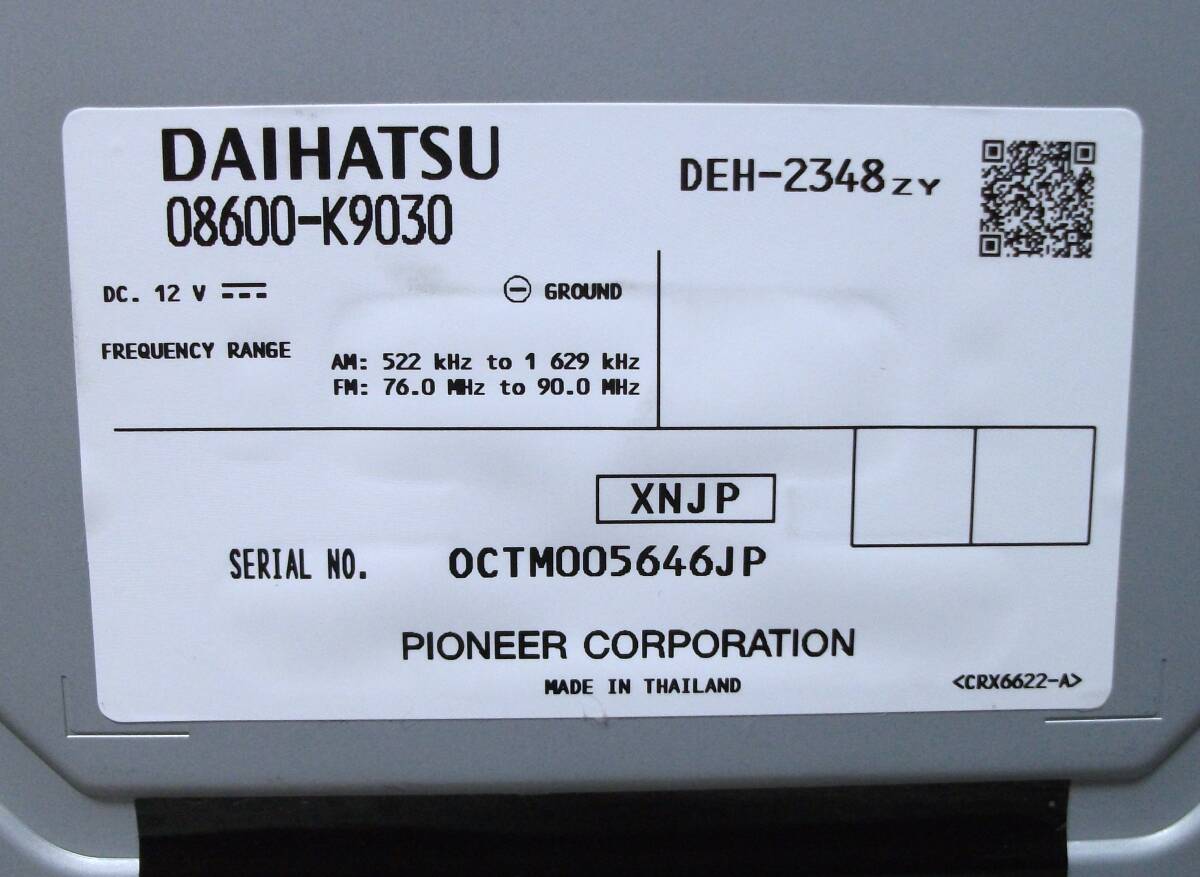 DAIHATSU
08600-K9030
DEH-2348ZY
DC. 12 V
GROUND
FREQUENCY RANGE
AM: 522 kHz to 1 629 kHz
FM: 76.0 MHz to 90.0 MHz
XNJP
SERIAL NO. OCTM005646JP
PIONEER CORPORATION
MADE IN THAILAND
<CRX6622-A>